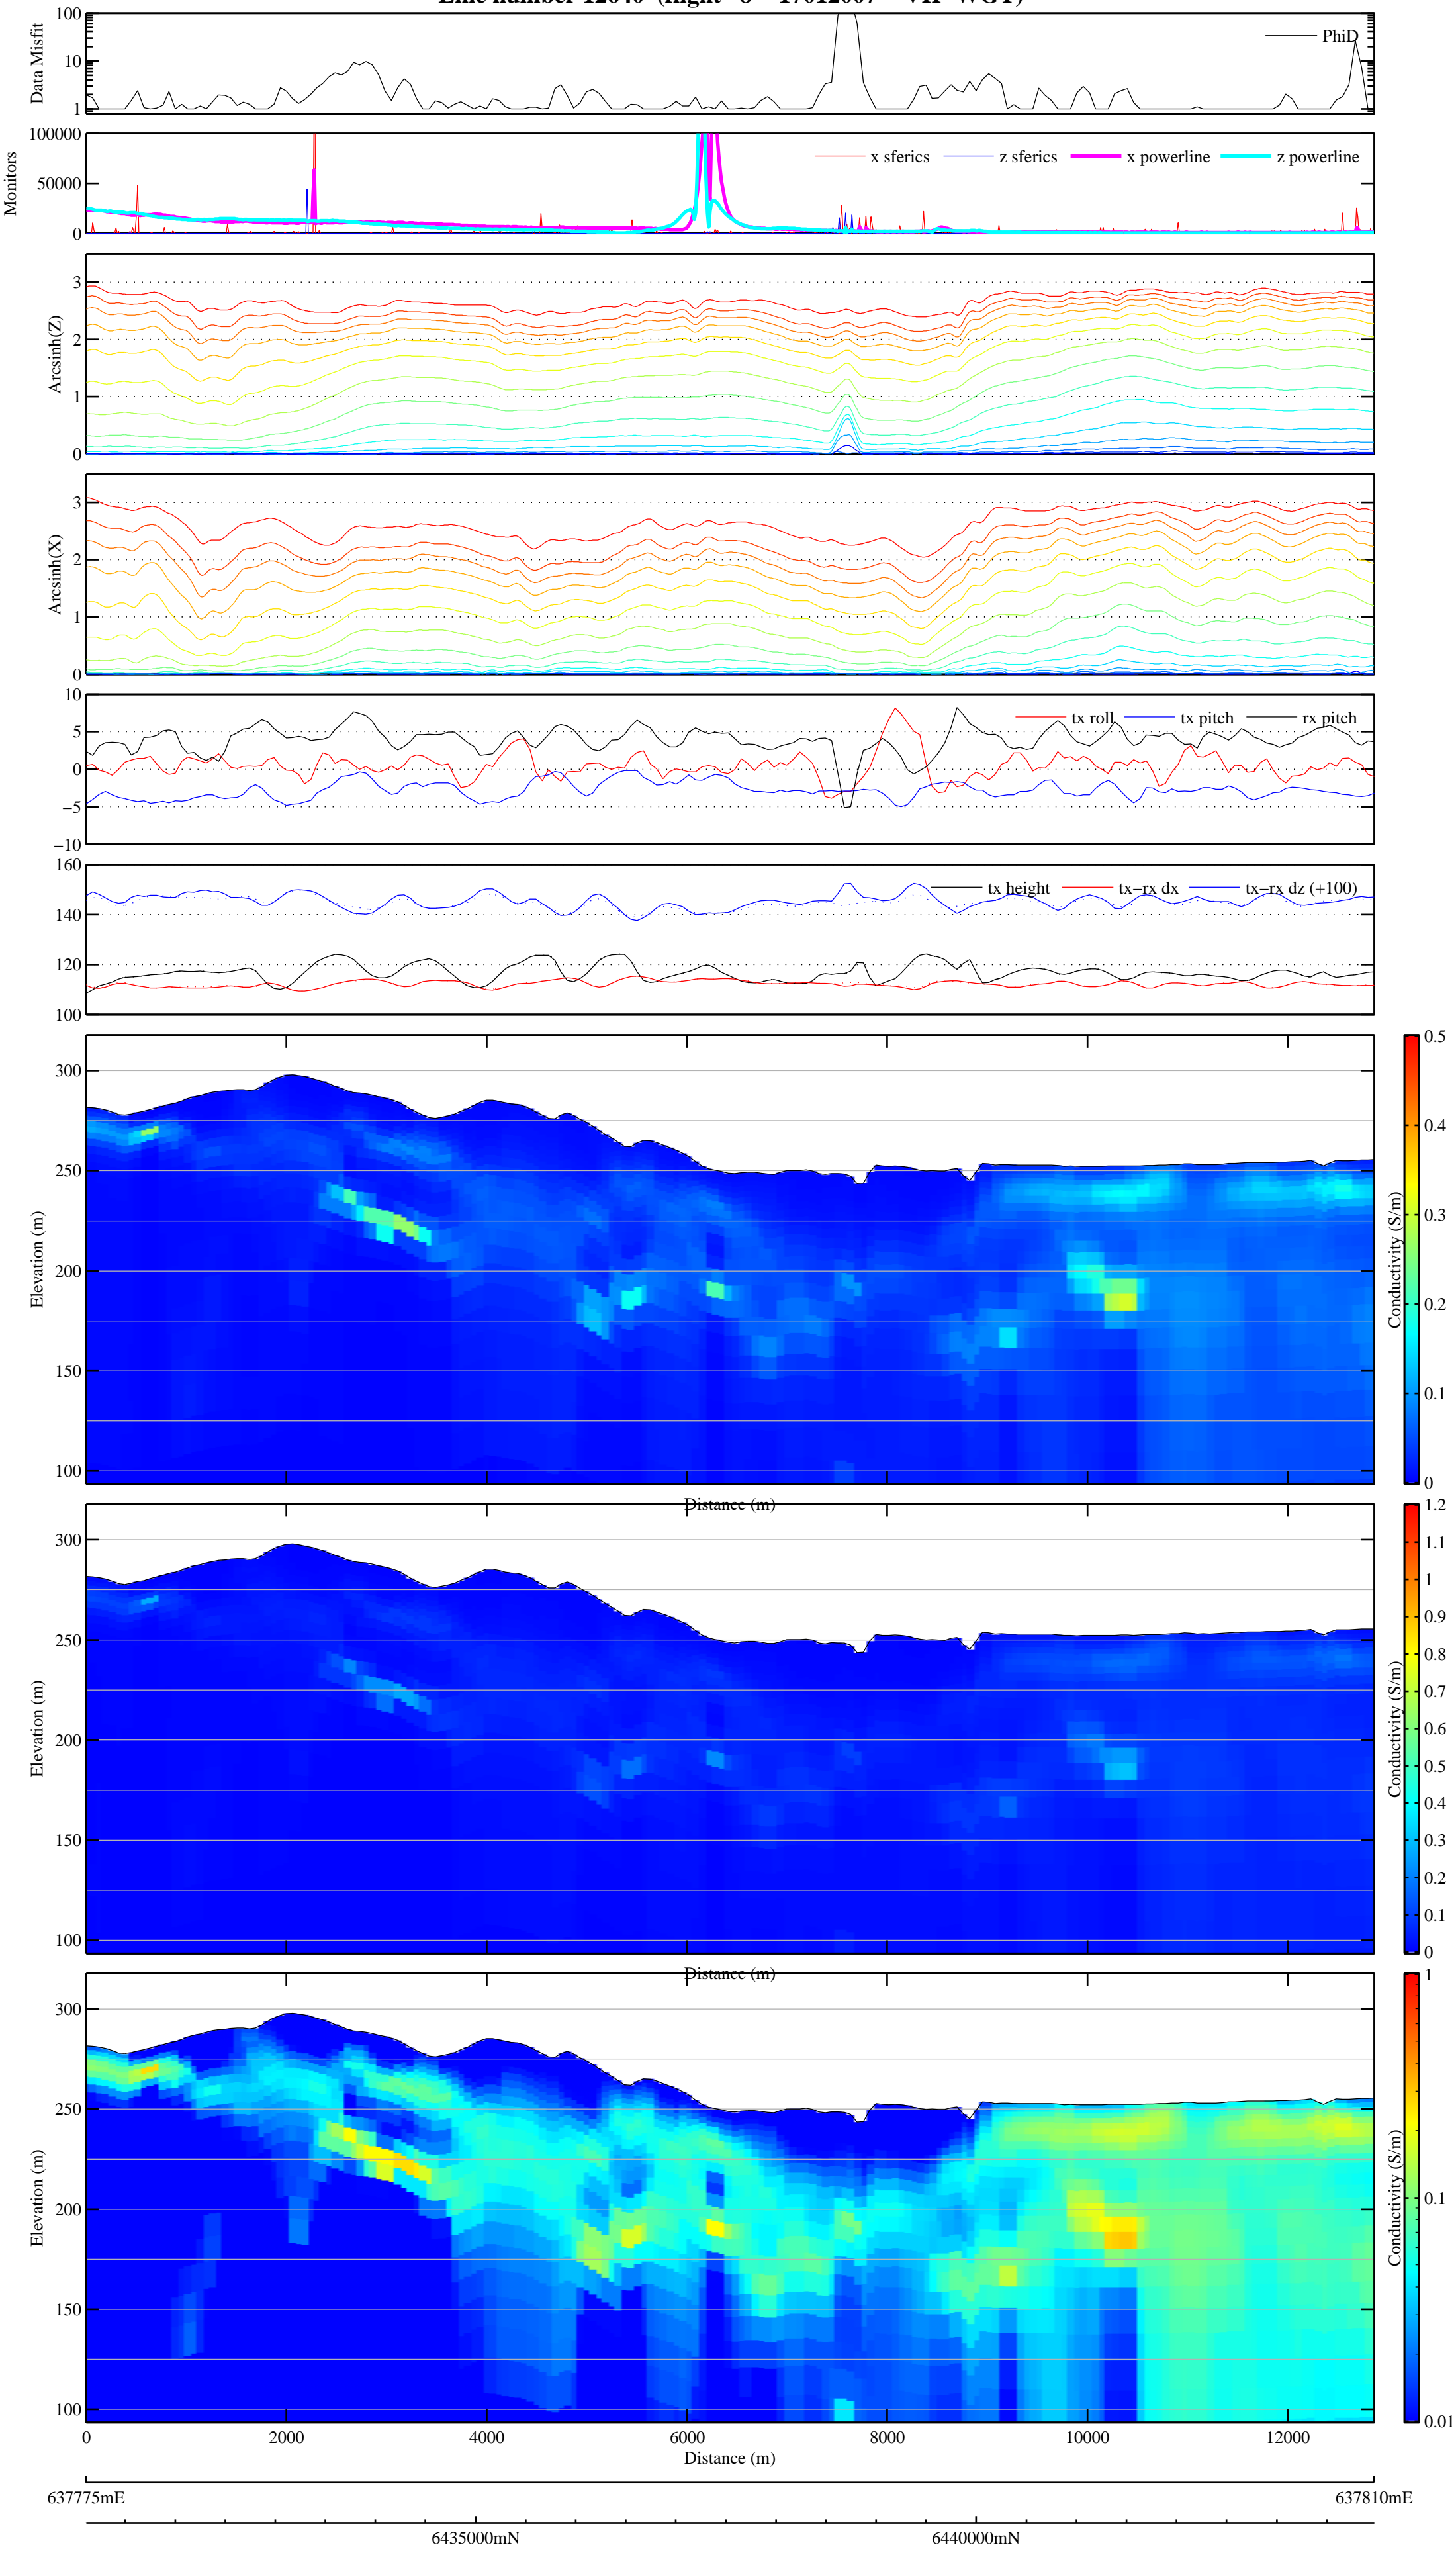 100
10
1
Data Misfit
PhiD
100000
50000
0
Monitors
x sferics
z sferics
x powerline
z powerline
3
2
1
0
Arcsinh(Z)
3
2
1
0
Arcsinh(X)
10
5
0
−5
−10
tx roll
tx pitch
rx pitch
160
140
120
100
tx height
tx−rx dx
tx−rx dz (+100)
300
250
200
150
100
Elevation (m)
Distance (m)
0.5
0.4
0.3
0.2
0.1
0
Conductivity (S/m)
300
250
200
150
100
Elevation (m)
Distance (m)
1.2
1.1
1
0.9
0.8
0.7
0.6
0.5
0.4
0.3
0.2
0.1
0
Conductivity (S/m)
300
250
200
150
100
Elevation (m)
1
0.1
0.01
Conductivity (S/m)
0 2000 4000 6000 8000 10000 12000
Distance (m)
637775mE 637810mE
6435000mN 6440000mN